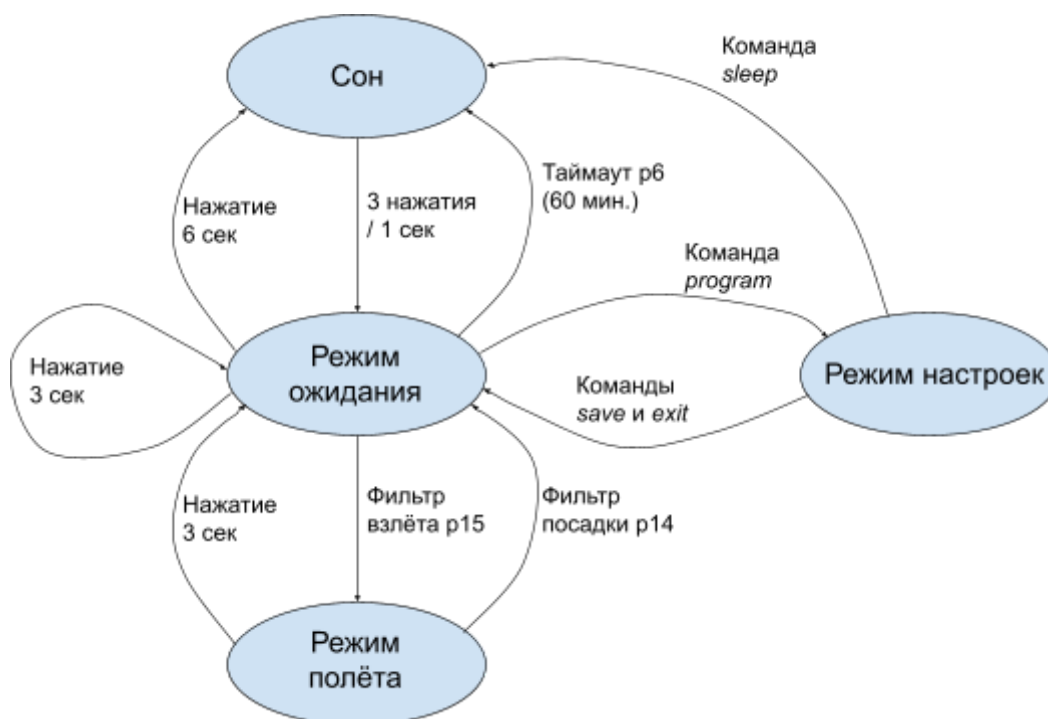 Команда
sleep
Сон
Таймаут p6
(60 мин.)
Нажатие
6 сек
3 нажатия
/ 1 сек
Команда
program
Режим
ожидания
Нажатие
3 сек
Режим настроек
Команды
save и exit
Нажатие
3 сек
Фильтр
взлёта p15
Фильтр
посадки p14
Режим
полёта